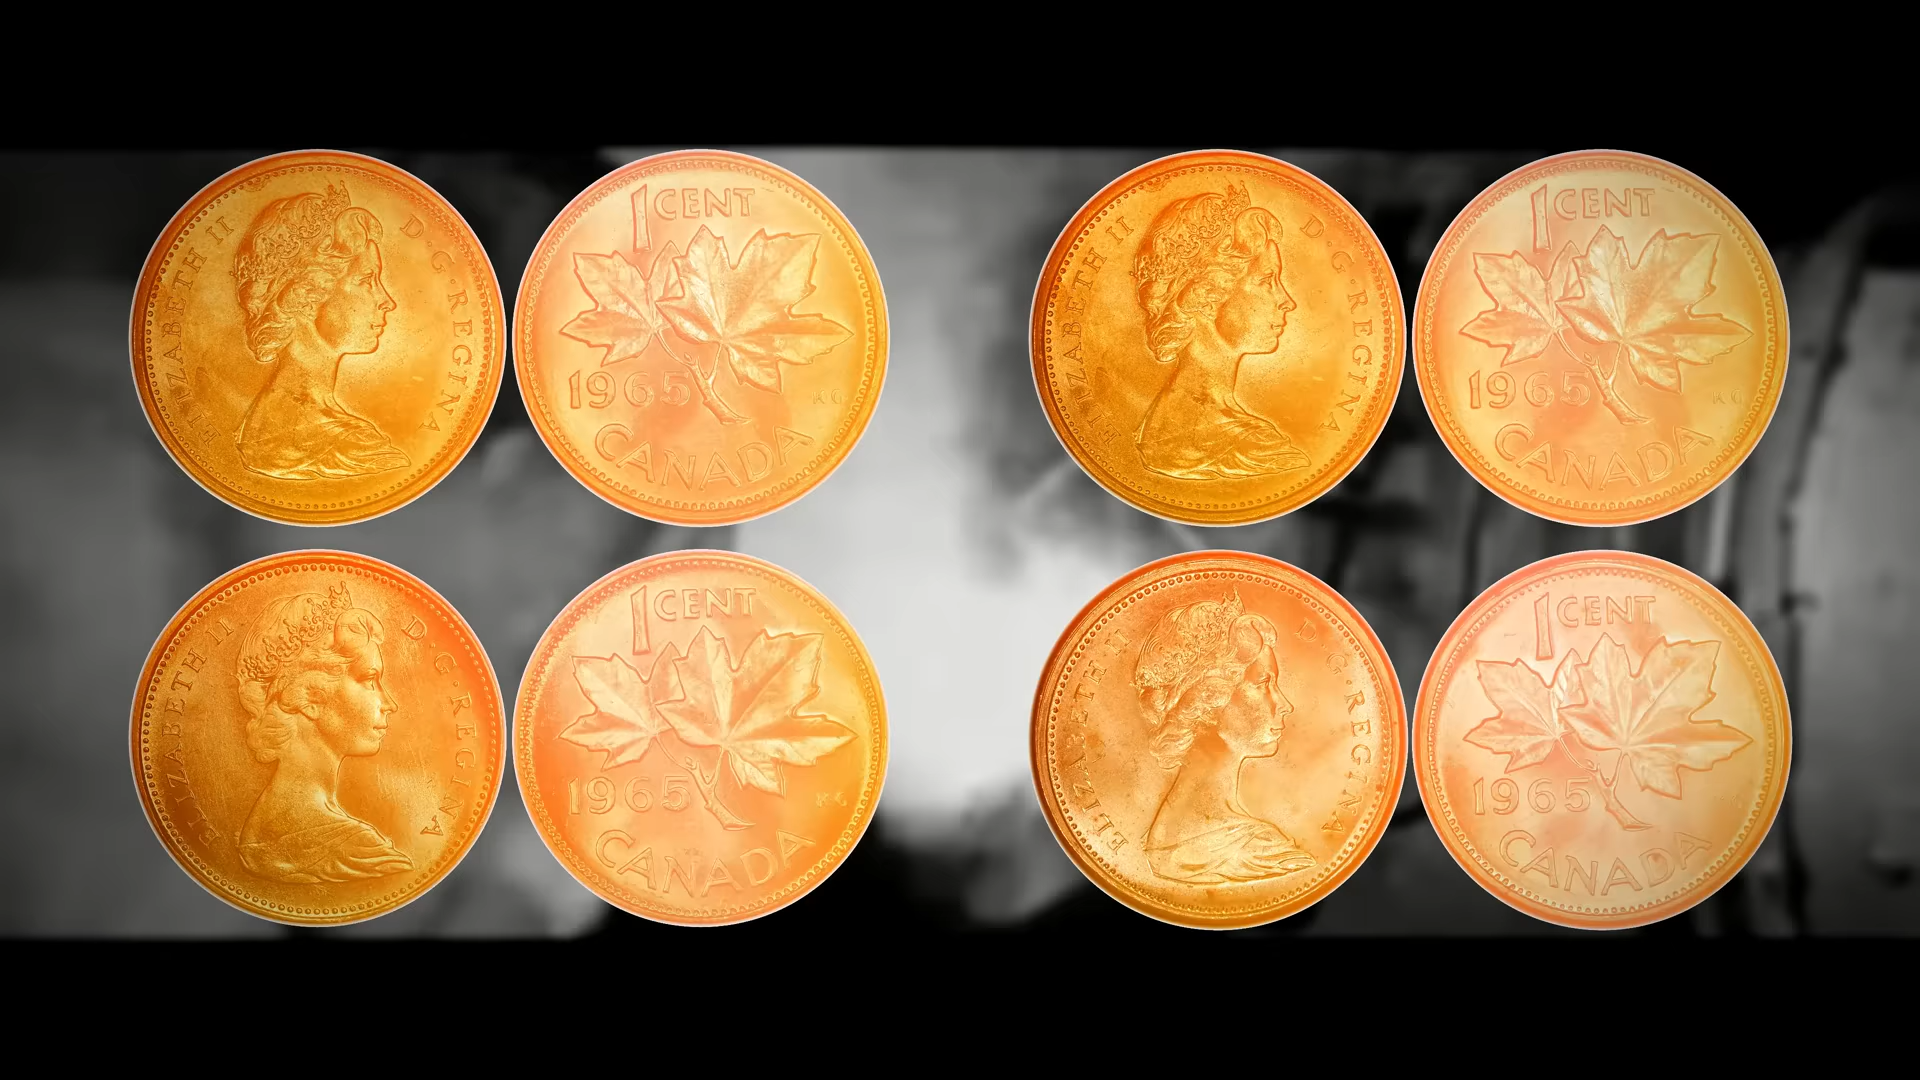 ELIZABETH II D·G·REGINA
1 CENT
1965
KG
CANADA
ELIZABETH II D·G·REGINA
1 CENT
1965
KG
CANADA
ELIZABETH II D·G·REGINA
1 CENT
1965
KG
CANADA
ELIZABETH II D·G·REGINA
1 CENT
1965
CANADA